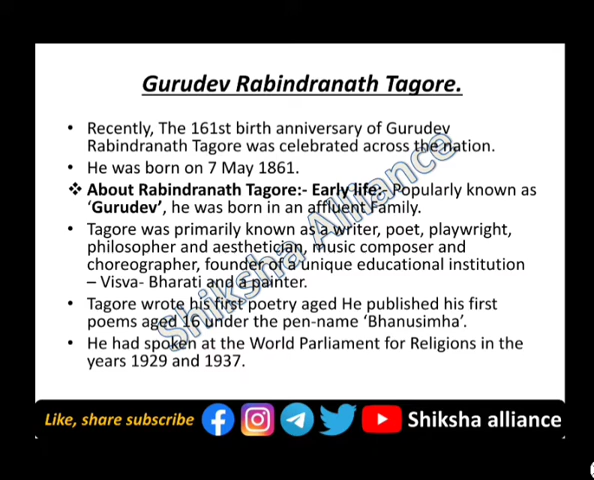 Gurudev Rabindranath Tagore.
• Recently, The 161st birth anniversary of Gurudev
Rabindranath Tagore was celebrated across the nation.
• He was born on 7 May 1861.
❖ About Rabindranath Tagore:- Early life:- Popularly known as
‘Gurudev’, he was born in an affluent Family.
• Tagore was primarily known as a writer, poet, playwright,
philosopher and aesthetician, music composer and
choreographer, founder of a unique educational institution
– Visva- Bharati and a painter.
• Tagore wrote his first poetry aged He published his first
poems aged 16 under the pen-name ‘Bhanusimha’.
• He had spoken at the World Parliament for Religions in the
years 1929 and 1937.
Shiksha Alliance
Like, share subscribe Shiksha alliance